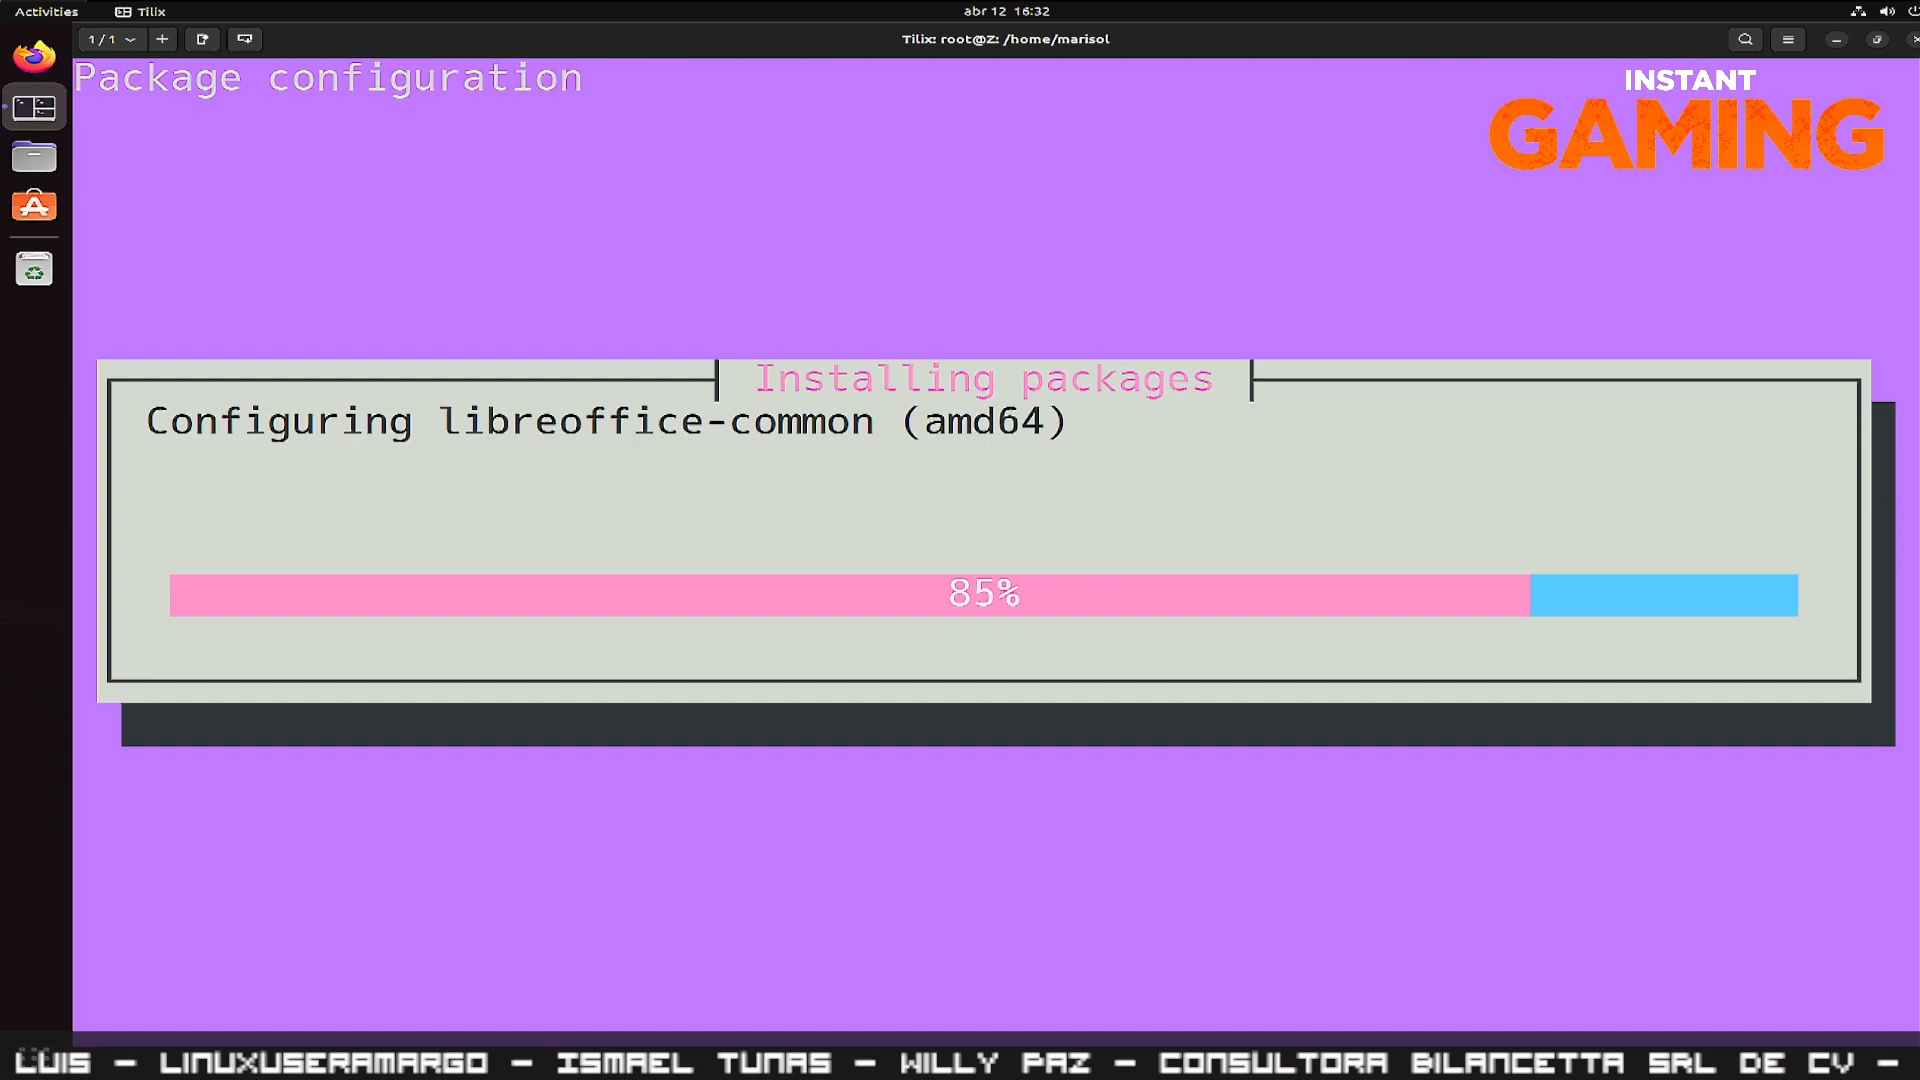 Activities Tilix abr 12 16:32
1 / 1 Tilix: root@Z: /home/marisol
Package configuration
INSTANT
GAMING
Installing packages
Configuring libreoffice-common (amd64)
85%
LUIS - LINUXUSERAMARGO - ISMAEL TUNAS - WILLY PAZ - CONSULTORA BILANCETTA SRL DE CV -